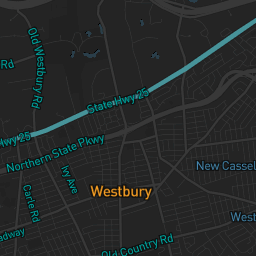 Old Westbury Rd
Rd
State Hwy 25
Hwy 25
Northern State Pkwy
New Cassel
Ivy Ave
Carle Rd
Westbury
West
adway
Old Country Rd